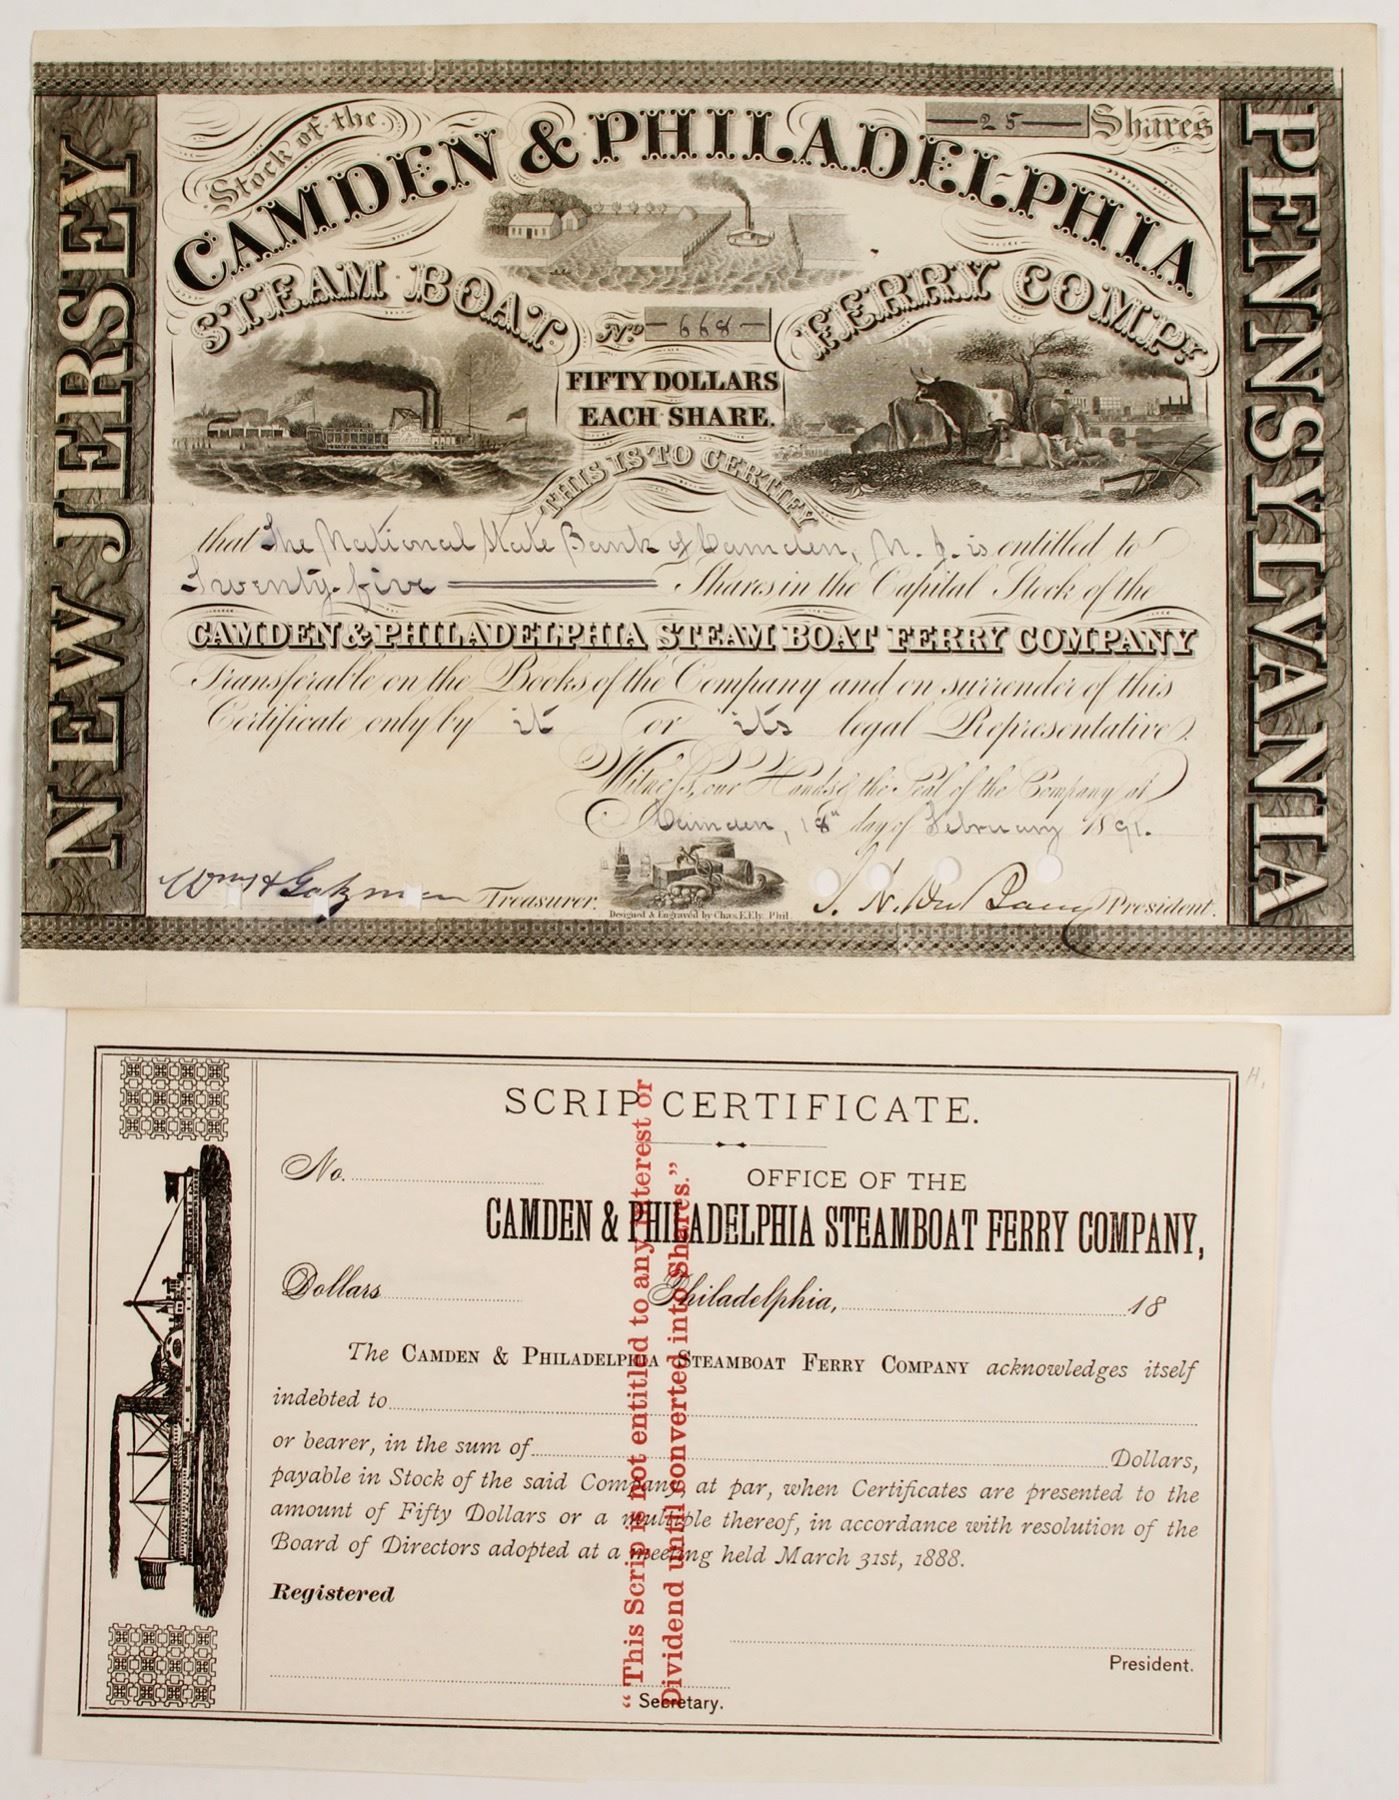 Stock of the
25 Shares
CAMDEN & PHILADELPHIA
STEAM BOAT FERRY COMPY.
No. 668
FIFTY DOLLARS
EACH SHARE.
THIS IS TO CERTIFY
NEW JERSEY
PENNSYLVANIA
that The National State Bank of Camden, N. J. is entitled to
Twenty-five Shares in the Capital Stock of the
CAMDEN & PHILADELPHIA STEAM BOAT FERRY COMPANY
Transferable on the Books of the Company and on surrender of this
Certificate only by it or its legal Representative.
Witness, our Hands & the Seal of the Company at
Camden, 18th day of February 1891.
Treasurer.
President.
Designed & Engraved by Chas. E. Ely. Phil.
H.
SCRIP CERTIFICATE.
No.
OFFICE OF THE
CAMDEN & PHILADELPHIA STEAMBOAT FERRY COMPANY,
Dollars Philadelphia, 18
The CAMDEN & PHILADELPHIA STEAMBOAT FERRY COMPANY acknowledges itself
indebted to
or bearer, in the sum of Dollars,
payable in Stock of the said Company, at par, when Certificates are presented to the
amount of Fifty Dollars or a multiple thereof, in accordance with resolution of the
Board of Directors adopted at a meeting held March 31st, 1888.
Registered
President.
Secretary.
"This Scrip is not entitled to any interest or
Dividend until converted into Shares."